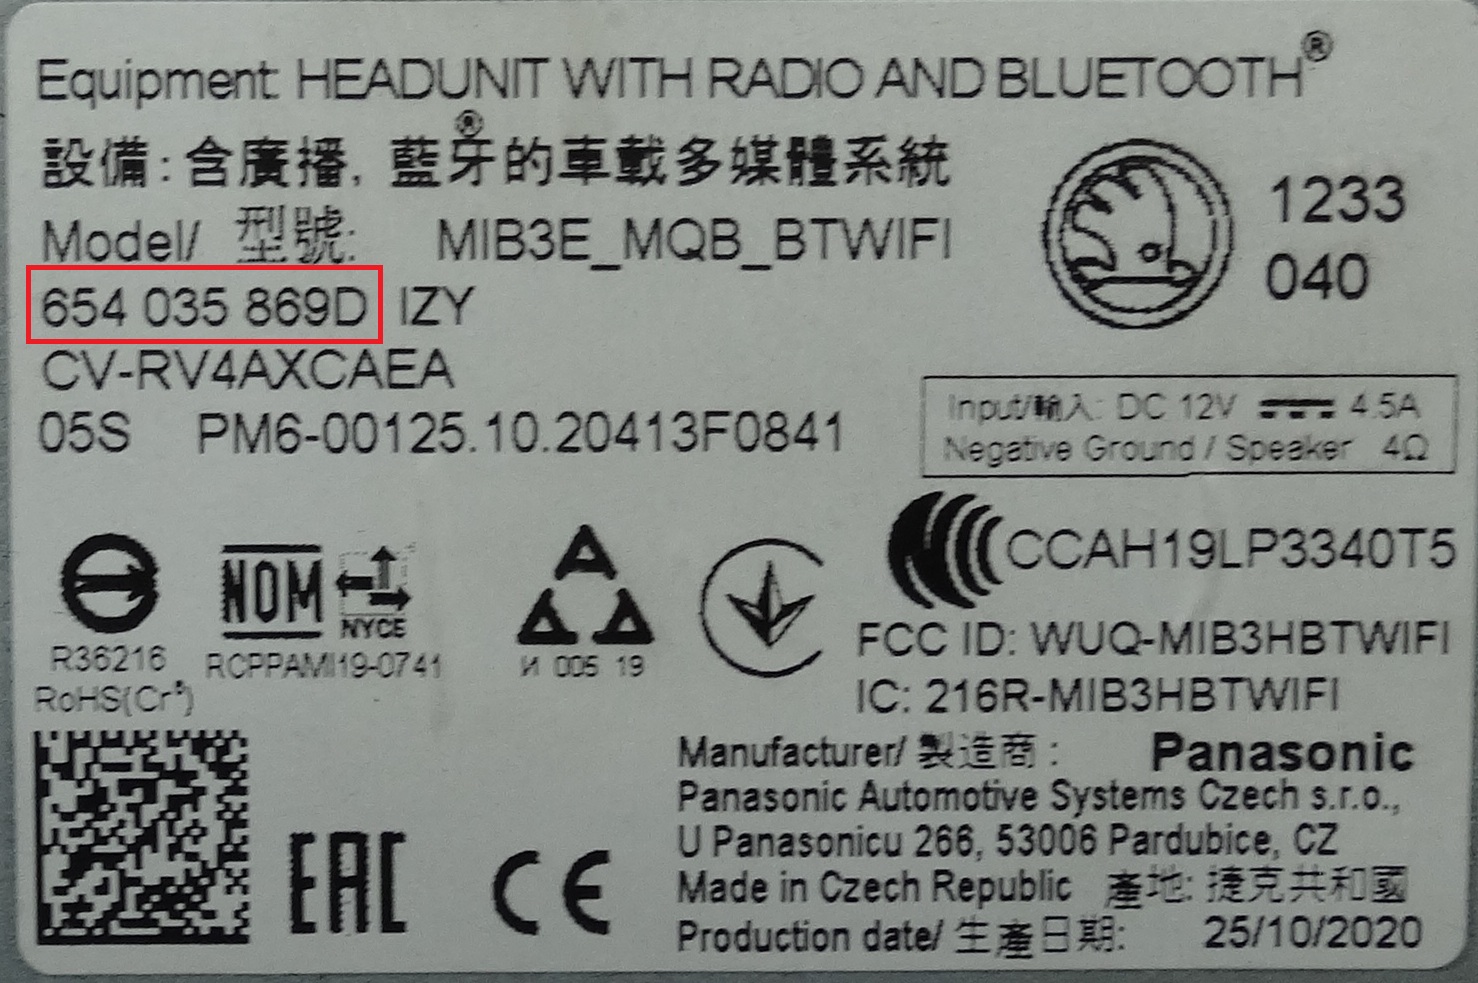 Equipment: HEADUNIT WITH RADIO AND BLUETOOTH®
設備：含廣播, 藍牙®的車載多媒體系統
Model/ 型號: MIB3E_MQB_BTWIFI
654 035 869D IZY
CV-RV4AXCAEA
05S PM6-00125.10.20413F0841
1233
040
Input/輸入: DC 12V ⎓ 4.5A
Negative Ground / Speaker 4Ω
R36216
RoHS(Cr⁶)
NOM
NYCE
RCPPAMI19-0741
И 005 19
CCAH19LP3340T5
FCC ID: WUQ-MIB3HBTWIFI
IC: 216R-MIB3HBTWIFI
EAC
CE
Manufacturer/ 製造商： Panasonic
Panasonic Automotive Systems Czech s.r.o.,
U Panasonicu 266, 53006 Pardubice, CZ
Made in Czech Republic 產地: 捷克共和國
Production date/ 生產日期: 25/10/2020